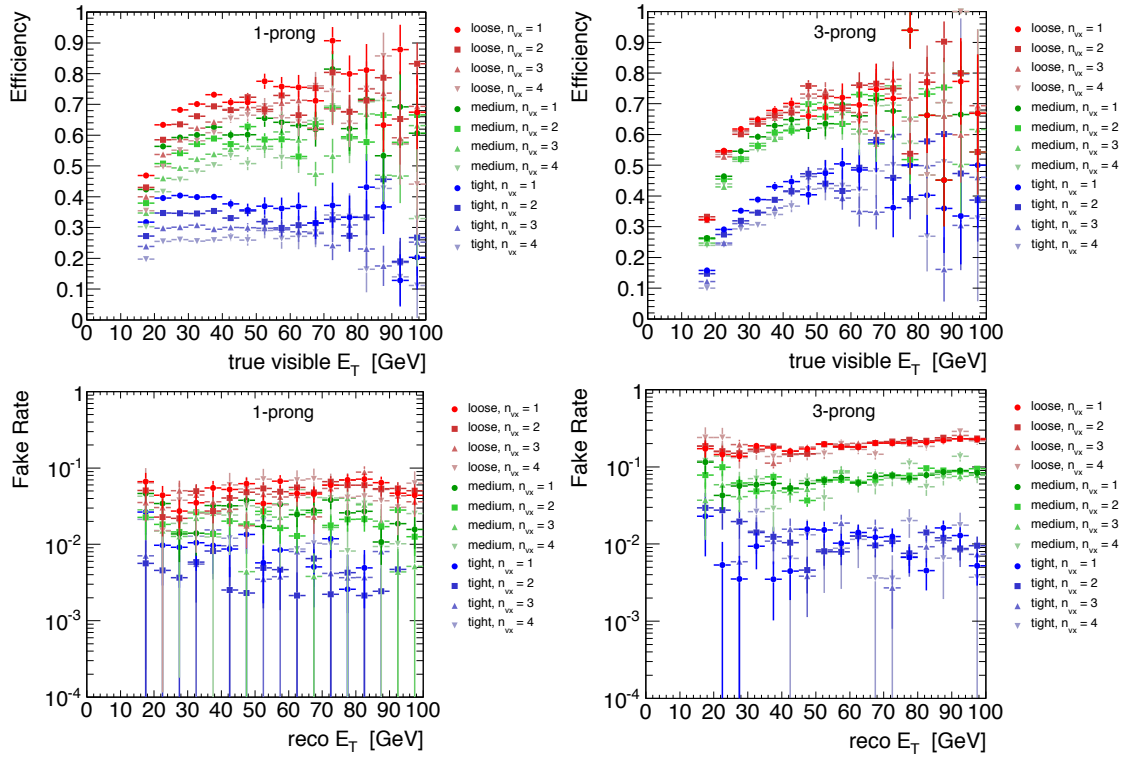 Efficiency
1
0.9
0.8
0.7
0.6
0.5
0.4
0.3
0.2
0.1
0
1-prong
0 10 20 30 40 50 60 70 80 90 100
true visible E_T [GeV]
loose, n_vx = 1
loose, n_vx = 2
loose, n_vx = 3
loose, n_vx = 4
medium, n_vx = 1
medium, n_vx = 2
medium, n_vx = 3
medium, n_vx = 4
tight, n_vx = 1
tight, n_vx = 2
tight, n_vx = 3
tight, n_vx = 4
Efficiency
1
0.9
0.8
0.7
0.6
0.5
0.4
0.3
0.2
0.1
0
3-prong
0 10 20 30 40 50 60 70 80 90 100
true visible E_T [GeV]
loose, n_vx = 1
loose, n_vx = 2
loose, n_vx = 3
loose, n_vx = 4
medium, n_vx = 1
medium, n_vx = 2
medium, n_vx = 3
medium, n_vx = 4
tight, n_vx = 1
tight, n_vx = 2
tight, n_vx = 3
tight, n_vx = 4
Fake Rate
1
10^-1
10^-2
10^-3
10^-4
1-prong
0 10 20 30 40 50 60 70 80 90 100
reco E_T [GeV]
loose, n_vx = 1
loose, n_vx = 2
loose, n_vx = 3
loose, n_vx = 4
medium, n_vx = 1
medium, n_vx = 2
medium, n_vx = 3
medium, n_vx = 4
tight, n_vx = 1
tight, n_vx = 2
tight, n_vx = 3
tight, n_vx = 4
Fake Rate
1
10^-1
10^-2
10^-3
10^-4
3-prong
0 10 20 30 40 50 60 70 80 90 100
reco E_T [GeV]
loose, n_vx = 1
loose, n_vx = 2
loose, n_vx = 3
loose, n_vx = 4
medium, n_vx = 1
medium, n_vx = 2
medium, n_vx = 3
medium, n_vx = 4
tight, n_vx = 1
tight, n_vx = 2
tight, n_vx = 3
tight, n_vx = 4